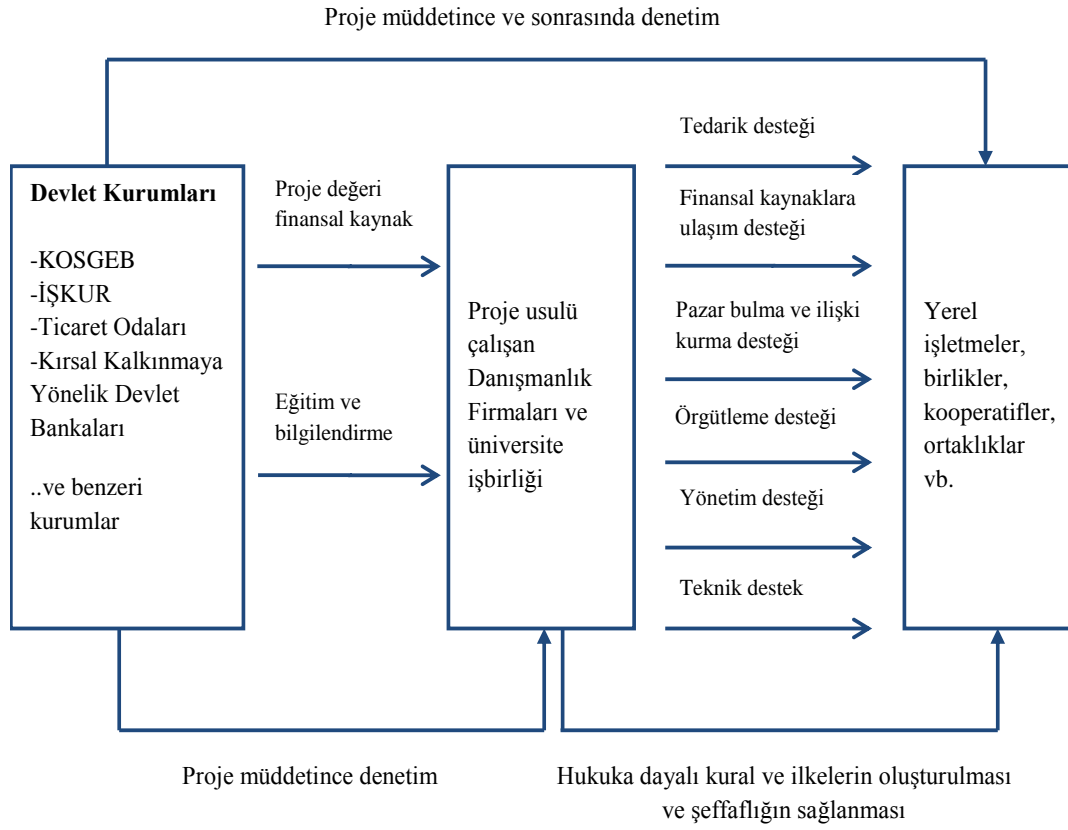 Proje müddetince ve sonrasında denetim
Devlet Kurumları
-KOSGEB
-İŞKUR
-Ticaret Odaları
-Kırsal Kalkınmaya
Yönelik Devlet
Bankaları
..ve benzeri
kurumlar
Proje değeri
finansal kaynak
Eğitim ve
bilgilendirme
Proje usulü
çalışan
Danışmanlık
Firmaları ve
üniversite
işbirliği
Tedarik desteği
Finansal kaynaklara
ulaşım desteği
Pazar bulma ve ilişki
kurma desteği
Örgütleme desteği
Yönetim desteği
Teknik destek
Yerel
işletmeler,
birlikler,
kooperatifler,
ortaklıklar
vb.
Proje müddetince denetim
Hukuka dayalı kural ve ilkelerin oluşturulması
ve şeffaflığın sağlanması